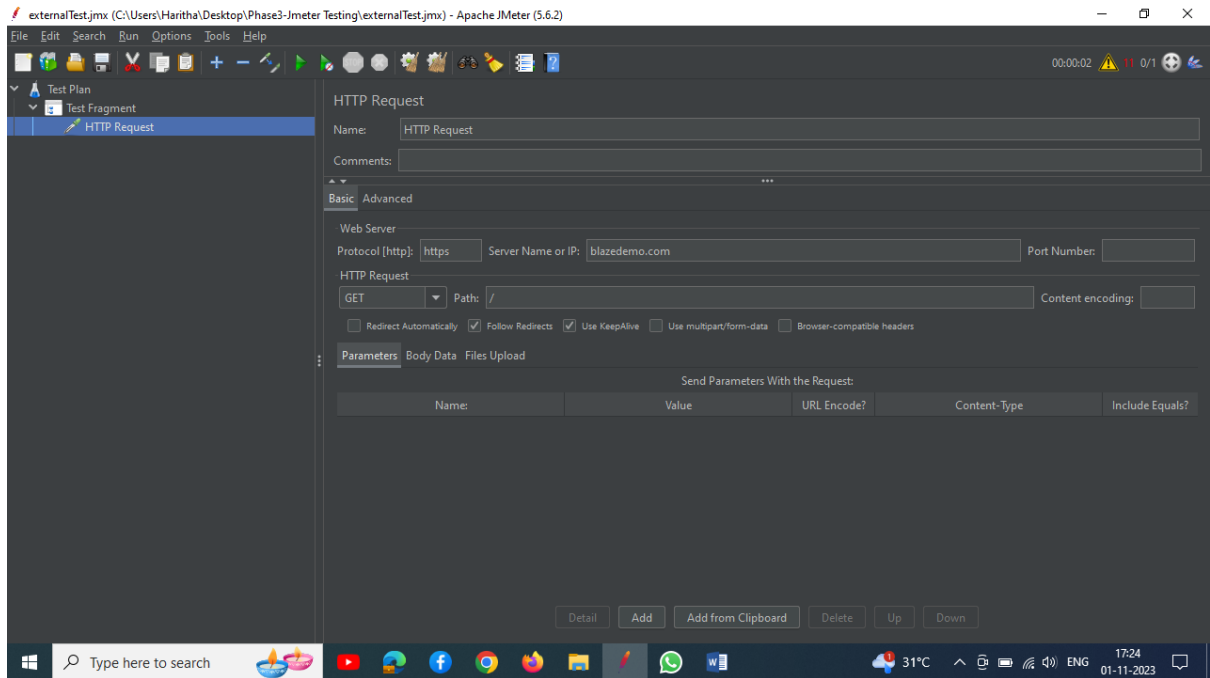 externalTest.jmx (C:\Users\Haritha\Desktop\Phase3-Jmeter Testing\externalTest.jmx) - Apache JMeter (5.6.2)
File Edit Search Run Options Tools Help
00:00:02 0/1
Test Plan
Test Fragment
HTTP Request
HTTP Request
Name: HTTP Request
Comments:
Basic Advanced
Web Server
Protocol [http]: https Server Name or IP: blazedemo.com Port Number:
HTTP Request
GET Path: / Content encoding:
Redirect Automatically Follow Redirects Use KeepAlive Use multipart/form-data Browser-compatible headers
Parameters Body Data Files Upload
Send Parameters With the Request:
Name: Value URL Encode? Content-Type Include Equals?
Detail Add Add from Clipboard Delete Up Down
Type here to search 1 31°C ENG 17:24
01-11-2023